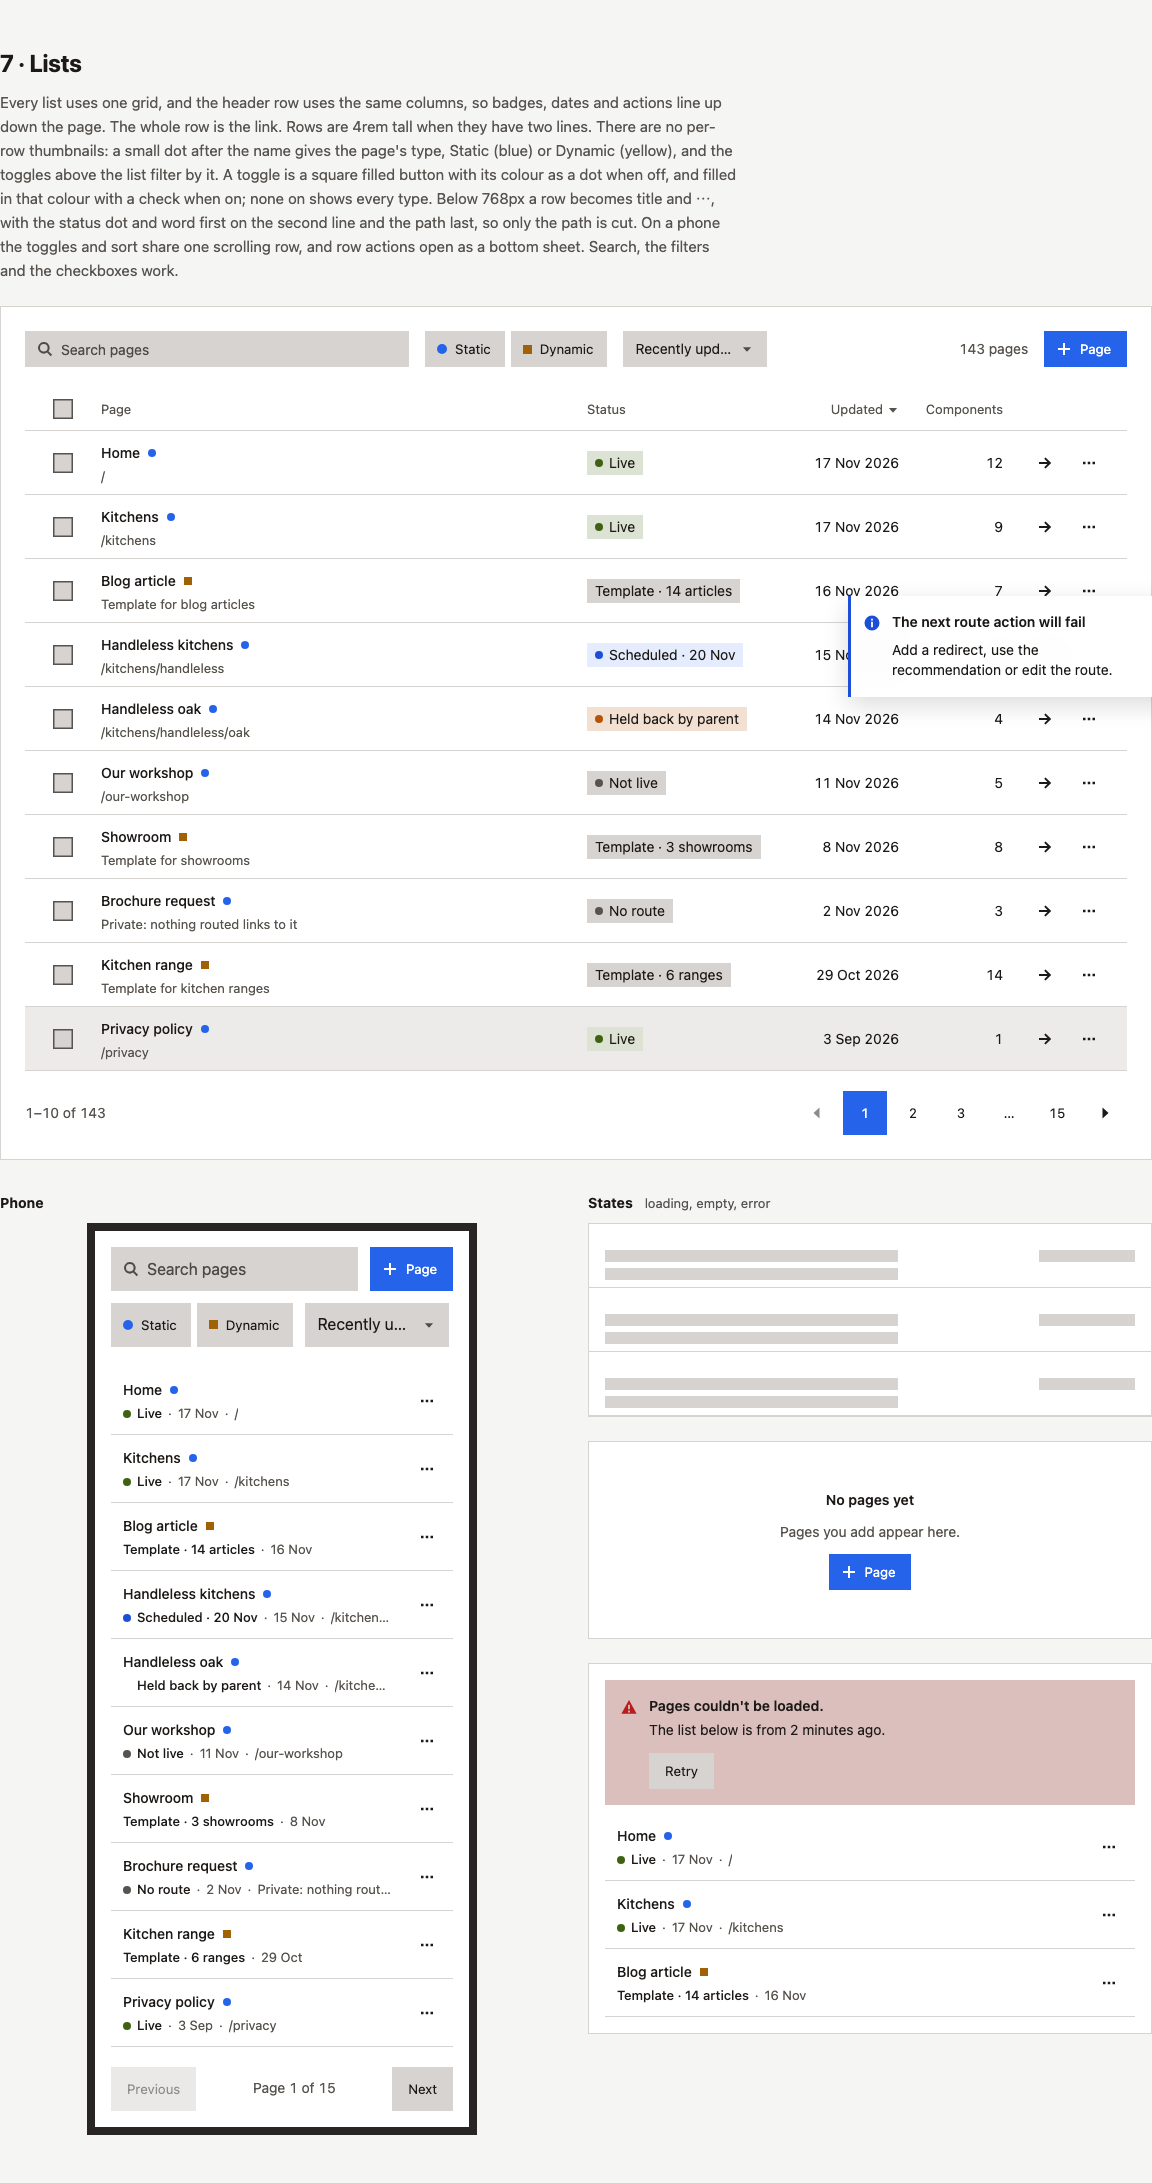 7 · Lists
Every list uses one grid, and the header row uses the same columns, so badges, dates and actions line up
down the page. The whole row is the link. Rows are 4rem tall when they have two lines. There are no per-
row thumbnails: a small dot after the name gives the page's type, Static (blue) or Dynamic (yellow), and the
toggles above the list filter by it. A toggle is a square filled button with its colour as a dot when off, and filled
in that colour with a check when on; none on shows every type. Below 768px a row becomes title and ···,
with the status dot and word first on the second line and the path last, so only the path is cut. On a phone
the toggles and sort share one scrolling row, and row actions open as a bottom sheet. Search, the filters
and the checkboxes work.
Search pages Static Dynamic Recently upd... 143 pages + Page
Page Status Updated Components
Home Live 17 Nov 2026 12
/
Kitchens Live 17 Nov 2026 9
/kitchens
Blog article Template · 14 articles 16 Nov 2026 7
Template for blog articles
The next route action will fail
Add a redirect, use the
recommendation or edit the route.
Handleless kitchens Scheduled · 20 Nov 15
/kitchens/handleless
Handleless oak Held back by parent 14 Nov 2026 4
/kitchens/handleless/oak
Our workshop Not live 11 Nov 2026 5
/our-workshop
Showroom Template · 3 showrooms 8 Nov 2026 8
Template for showrooms
Brochure request No route 2 Nov 2026 3
Private: nothing routed links to it
Kitchen range Template · 6 ranges 29 Oct 2026 14
Template for kitchen ranges
Privacy policy Live 3 Sep 2026 1
/privacy
1–10 of 143 1 2 3 ... 15
Phone
Search pages + Page
Static Dynamic Recently u...
Home
Live · 17 Nov · /
Kitchens
Live · 17 Nov · /kitchens
Blog article
Template · 14 articles · 16 Nov
Handleless kitchens
Scheduled · 20 Nov · 15 Nov · /kitchen...
Handleless oak
Held back by parent · 14 Nov · /kitche...
Our workshop
Not live · 11 Nov · /our-workshop
Showroom
Template · 3 showrooms · 8 Nov
Brochure request
No route · 2 Nov · Private: nothing rout...
Kitchen range
Template · 6 ranges · 29 Oct
Privacy policy
Live · 3 Sep · /privacy
Previous Page 1 of 15 Next
States loading, empty, error
No pages yet
Pages you add appear here.
+ Page
Pages couldn't be loaded.
The list below is from 2 minutes ago.
Retry
Home
Live · 17 Nov · /
Kitchens
Live · 17 Nov · /kitchens
Blog article
Template · 14 articles · 16 Nov